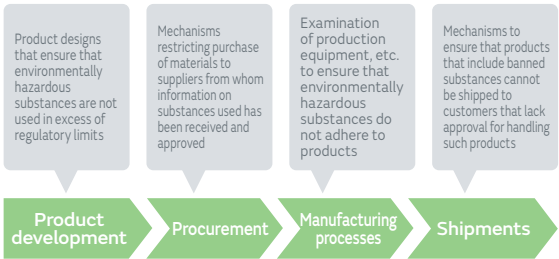 Product designs
that ensure that
environmentally
hazardous
substances are not
used in excess of
regulatory limits
Mechanisms
restricting purchase
of materials to
suppliers from whom
information on
substances used has
been received and
approved
Examination
of production
equipment, etc.
to ensure that
environmentally
hazardous
substances do
not adhere to
products
Mechanisms to
ensure that products
that include banned
substances cannot
be shipped to
customers that lack
approval for handling
such products
Product
development
Procurement
Manufacturing
processes
Shipments